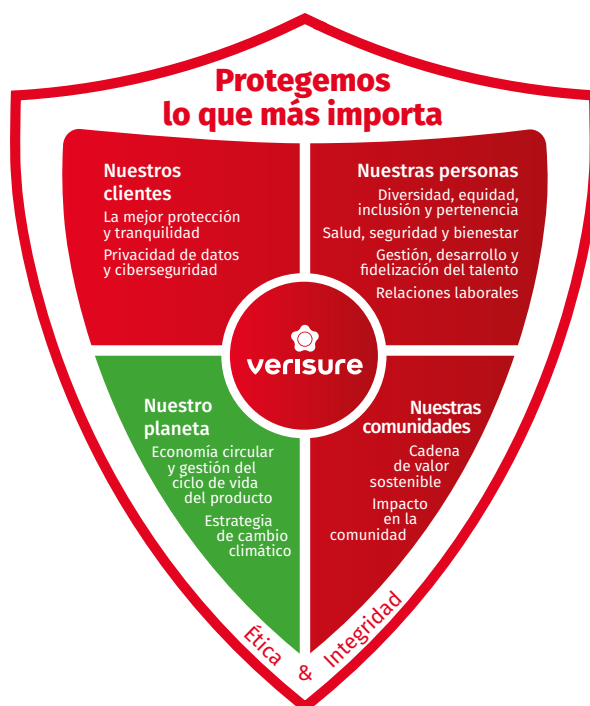 Protegemos
lo que más importa
Nuestros
clientes
La mejor protección
y tranquilidad
Privacidad de datos
y ciberseguridad
Nuestras personas
Diversidad, equidad,
inclusión y pertenencia
Salud, seguridad y bienestar
Gestión, desarrollo y
fidelización del talento
Relaciones laborales
verisure
Nuestro
planeta
Economía circular
y gestión del
ciclo de vida
del producto
Estrategia
de cambio
climático
Nuestras
comunidades
Cadena
de valor
sostenible
Impacto
en la
comunidad
Ética & Integridad